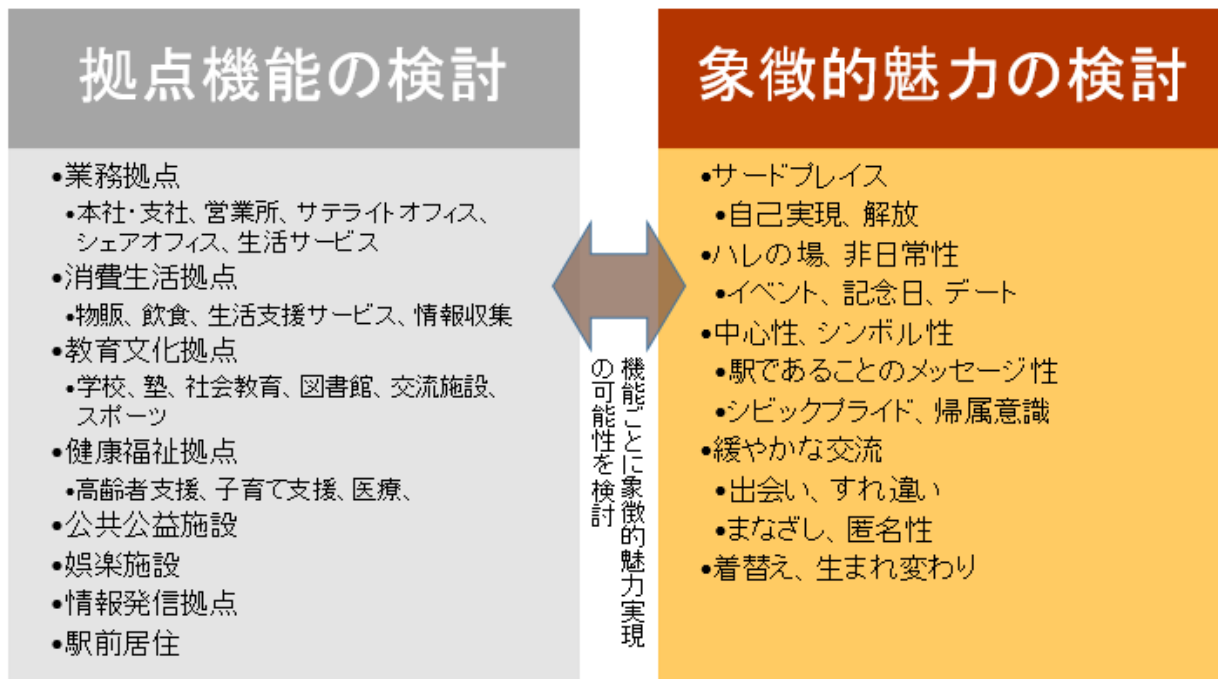 拠点機能の検討
•業務拠点
•本社・支社、営業所、サテライトオフィス、
シェアオフィス、生活サービス
•消費生活拠点
•物販、飲食、生活支援サービス、情報収集
•教育文化拠点
•学校、塾、社会教育、図書館、交流施設、
スポーツ
•健康福祉拠点
•高齢者支援、子育て支援、医療、
•公共公益施設
•娯楽施設
•情報発信拠点
•駅前居住
機能ごとに象徴的魅力実現
の可能性を検討
象徴的魅力の検討
•サードプレイス
•自己実現、解放
•ハレの場、非日常性
•イベント、記念日、デート
•中心性、シンボル性
•駅であることのメッセージ性
•シビックプライド、帰属意識
•緩やかな交流
•出会い、すれ違い
•まなざし、匿名性
•着替え、生まれ変わり